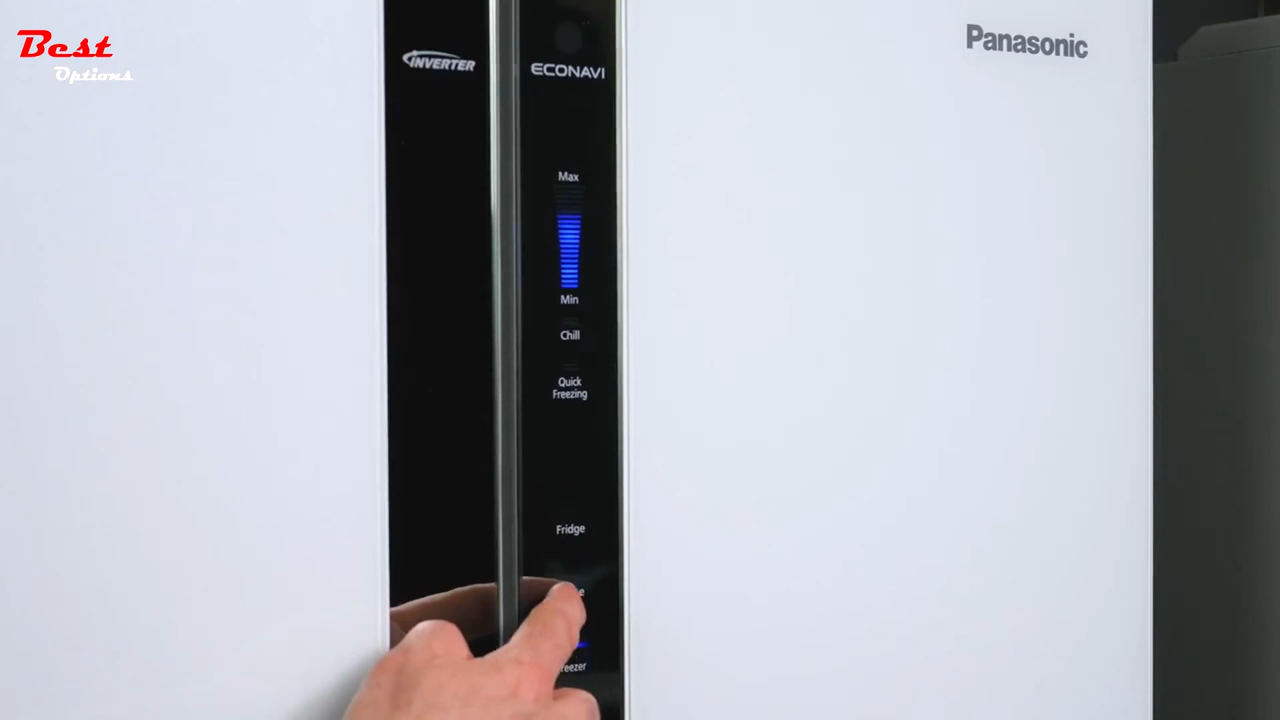 Best
Options
INVERTER
ECONAVI
Panasonic
Max
Min
Chill
Quick
Freezing
Fridge